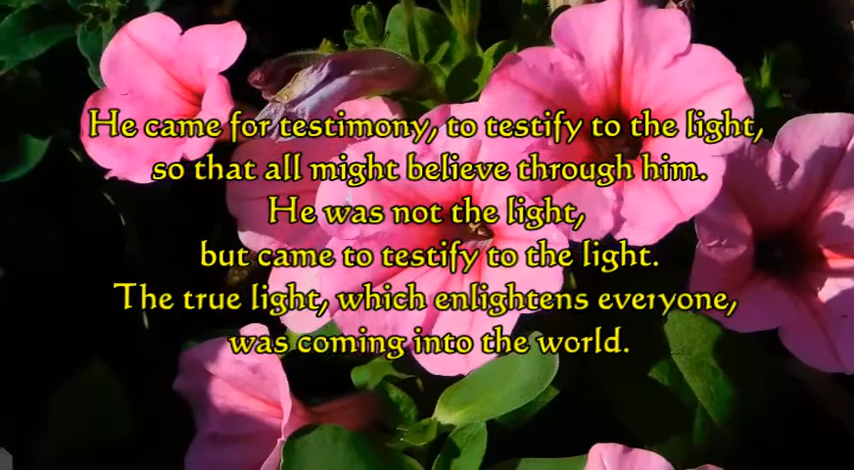 He came for testimony, to testify to the light,
so that all might believe through him.
He was not the light,
but came to testify to the light.
The true light, which enlightens everyone,
was coming into the world.